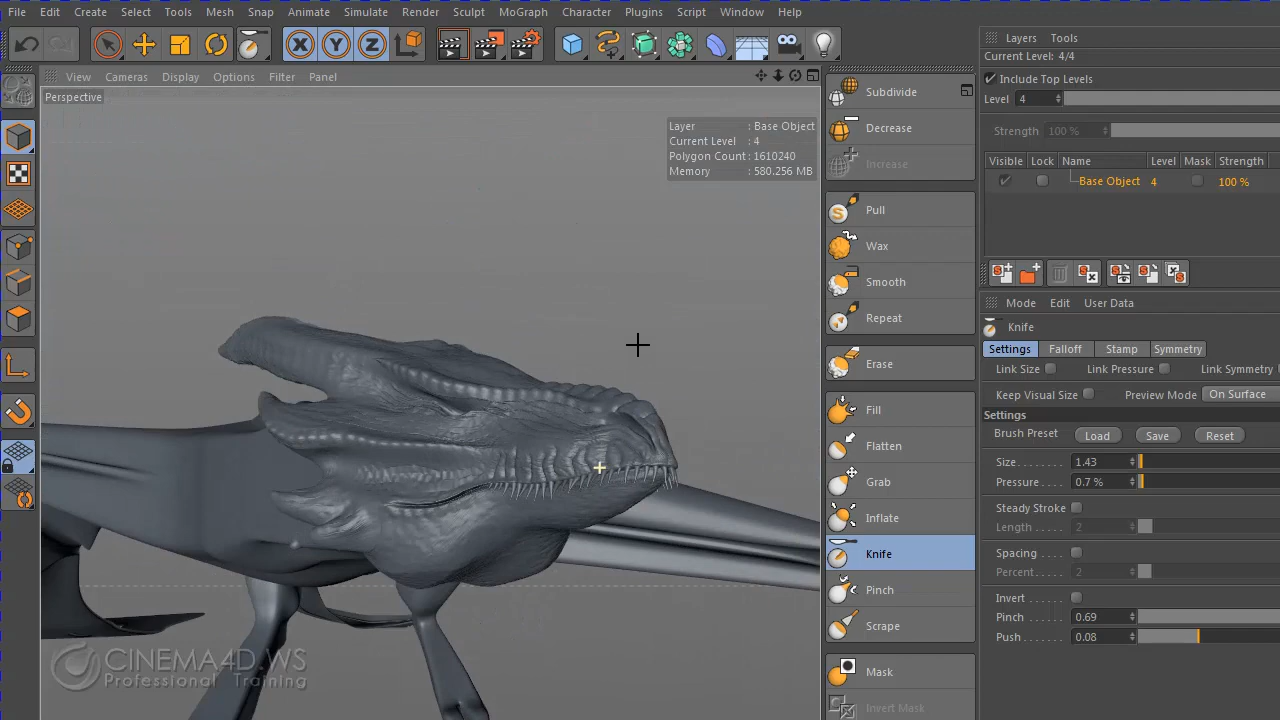 File Edit Create Select Tools Mesh Snap Animate Simulate Render Sculpt MoGraph Character Plugins Script Window Help
View Cameras Display Options Filter Panel
Perspective
Layer : Base Object
Current Level : 4
Polygon Count : 1610240
Memory : 580.256 MB
CINEMA4D.WS
Professional Training
Subdivide
Decrease
Increase
Pull
Wax
Smooth
Repeat
Erase
Fill
Flatten
Grab
Inflate
Knife
Pinch
Scrape
Mask
Invert Mask
Layers Tools
Current Level: 4/4
Include Top Levels
Level 4
Strength 100 %
Visible Lock Name Level Mask Strength
Base Object 4 100 %
Mode Edit User Data
Knife
Settings Falloff Stamp Symmetry
Link Size Link Pressure Link Symmetry
Keep Visual Size Preview Mode On Surface
Settings
Brush Preset Load Save Reset
Size 1.43
Pressure 0.7 %
Steady Stroke
Length 2
Spacing
Percent 2
Invert
Pinch 0.69
Push 0.08